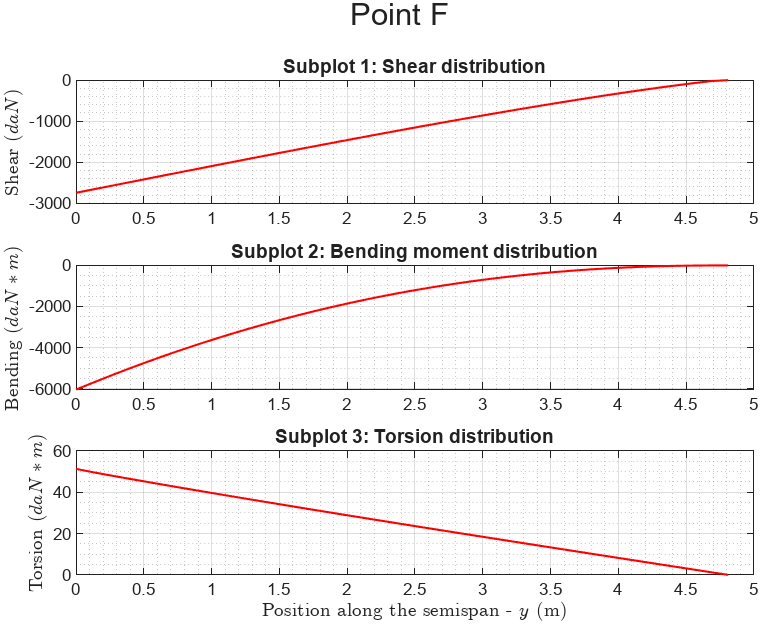 Point F
Subplot 1: Shear distribution
Shear (daN)
0
-1000
-2000
-3000
0 0.5 1 1.5 2 2.5 3 3.5 4 4.5 5
Subplot 2: Bending moment distribution
Bending (daN * m)
0
-2000
-4000
-6000
0 0.5 1 1.5 2 2.5 3 3.5 4 4.5 5
Subplot 3: Torsion distribution
Torsion (daN * m)
60
40
20
0
0 0.5 1 1.5 2 2.5 3 3.5 4 4.5 5
Position along the semispan - y (m)